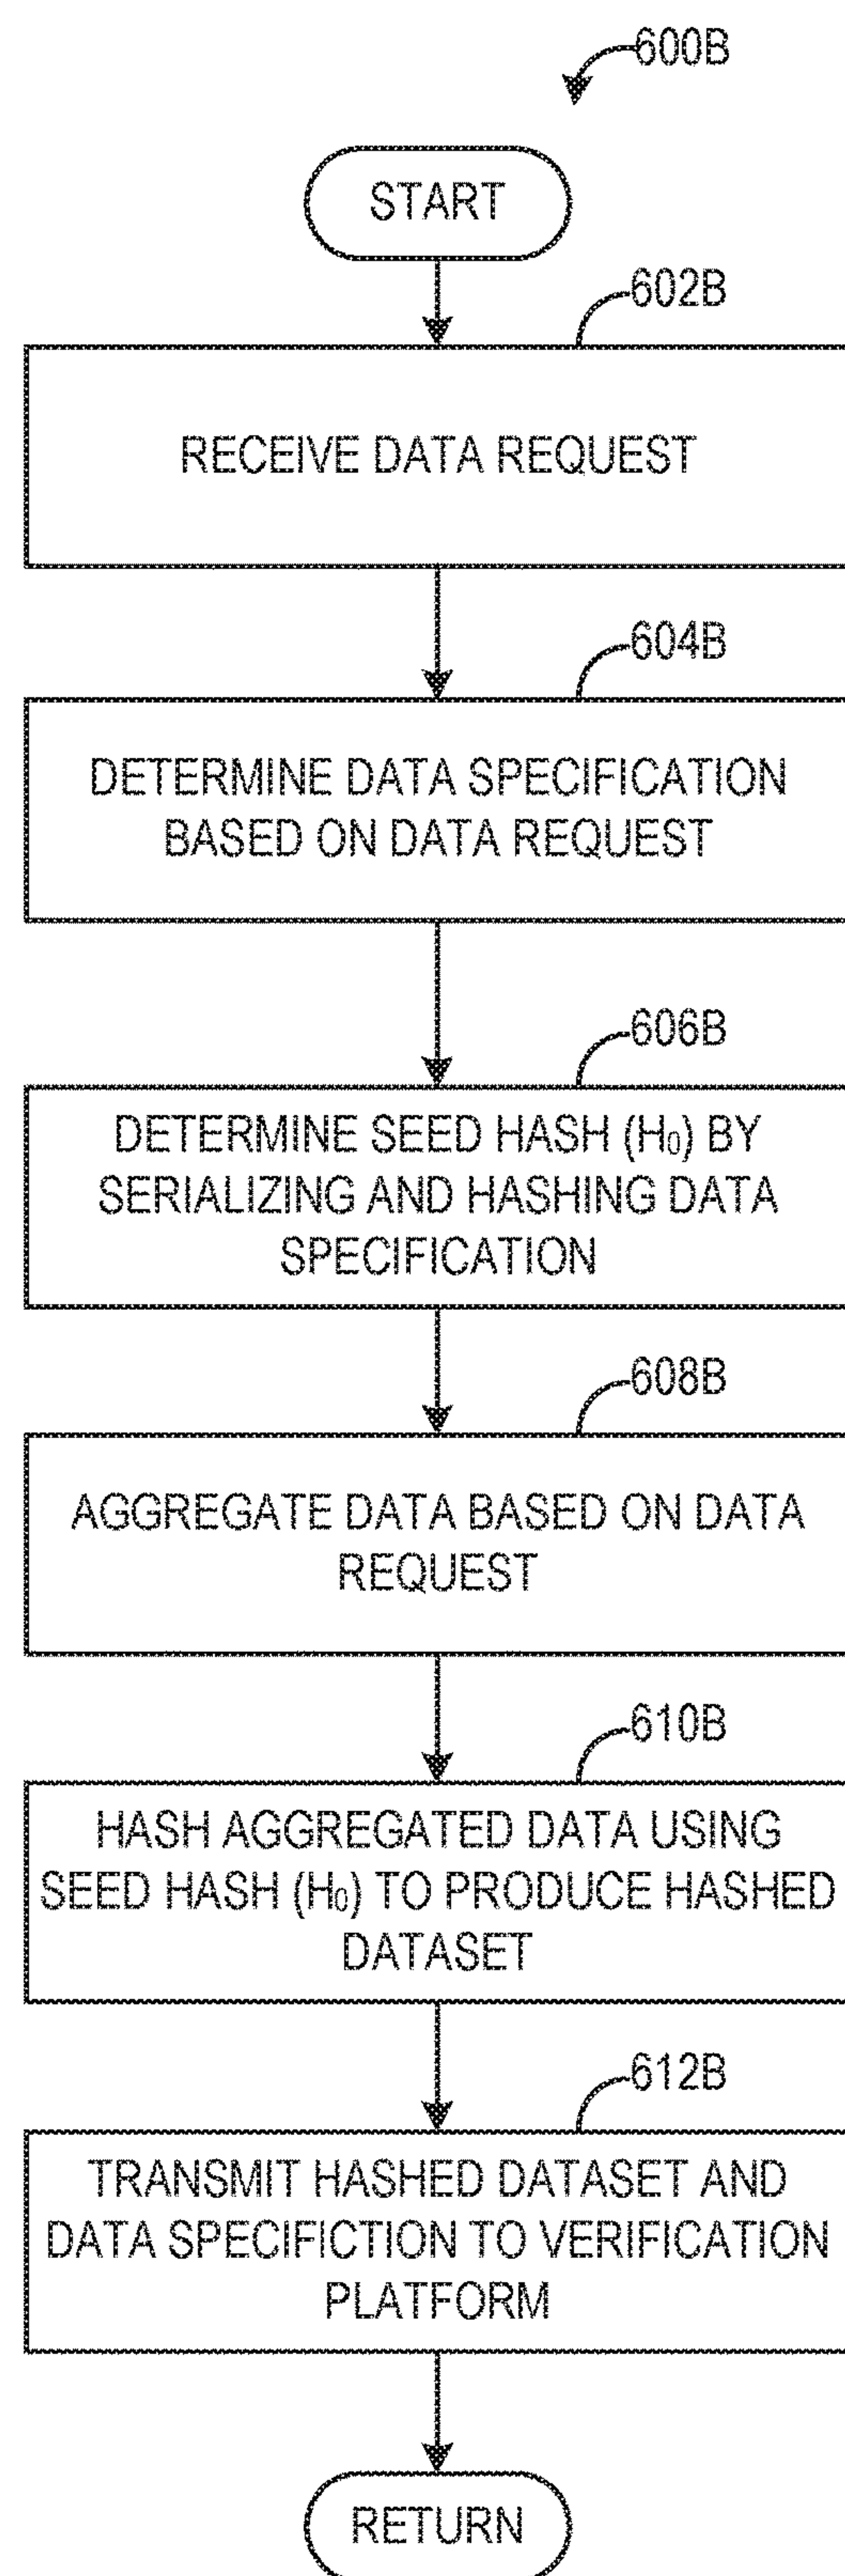 600B
START
602B
RECEIVE DATA REQUEST
604B
DETERMINE DATA SPECIFICATION
BASED ON DATA REQUEST
606B
DETERMINE SEED HASH (H₀) BY
SERIALIZING AND HASHING DATA
SPECIFICATION
608B
AGGREGATE DATA BASED ON DATA
REQUEST
610B
HASH AGGREGATED DATA USING
SEED HASH (H₀) TO PRODUCE HASHED
DATASET
612B
TRANSMIT HASHED DATASET AND
DATA SPECIFICTION TO VERIFICATION
PLATFORM
RETURN